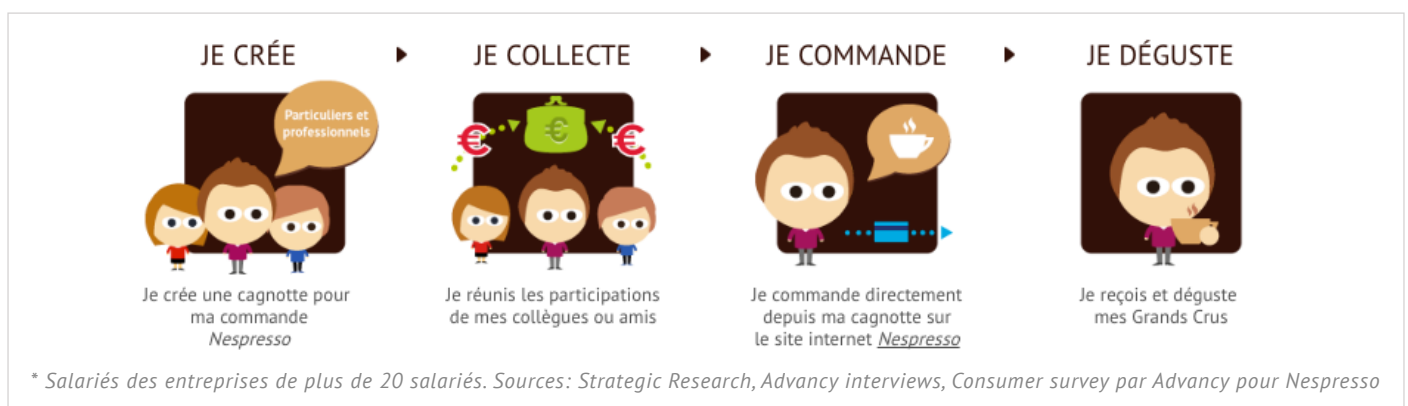 JE CRÉE
JE COLLECTE
JE COMMANDE
JE DÉGUSTE
Particuliers et
professionnels
€
€
€
Je crée une cagnotte pour
ma commande
Nespresso
Je réunis les participations
de mes collègues ou amis
Je commande directement
depuis ma cagnotte sur
le site internet Nespresso
Je reçois et déguste
mes Grands Crus
* Salariés des entreprises de plus de 20 salariés. Sources: Strategic Research, Advancy interviews, Consumer survey par Advancy pour Nespresso